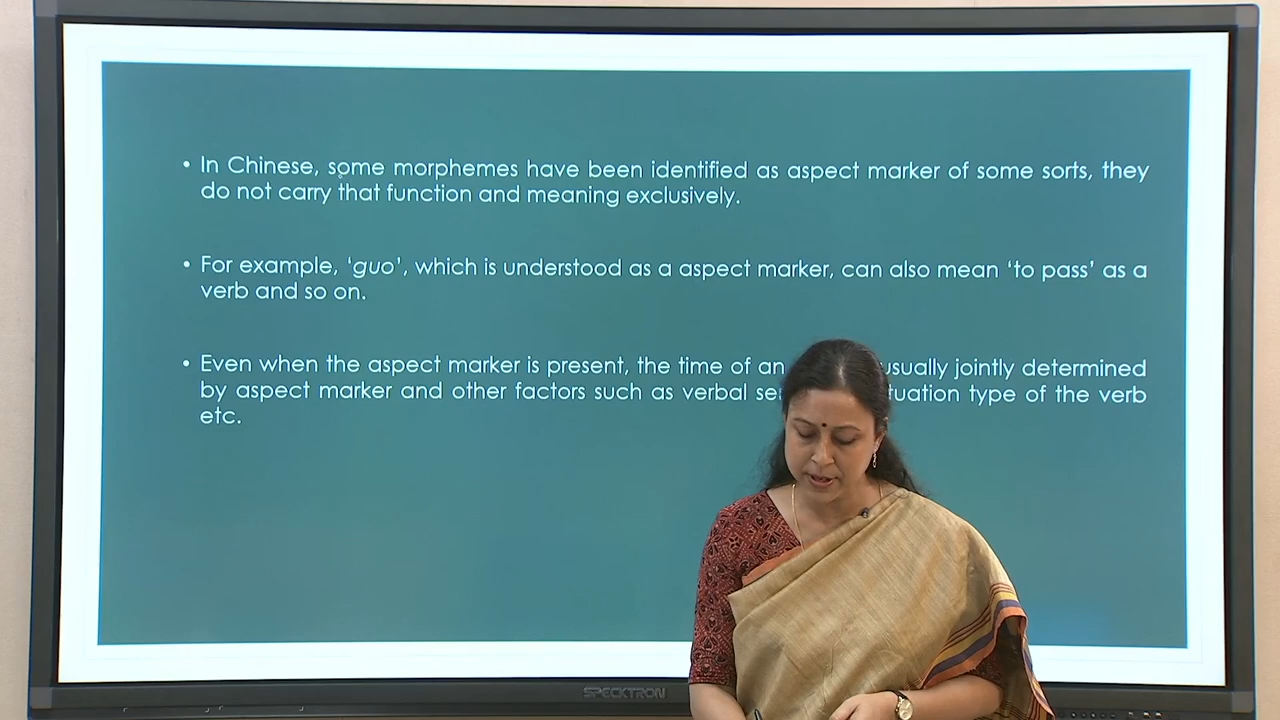 • In Chinese, some morphemes have been identified as aspect marker of some sorts, they
do not carry that function and meaning exclusively.
• For example, ‘guo’, which is understood as a aspect marker, can also mean ‘to pass’ as a
verb and so on.
• Even when the aspect marker is present, the time of an usually jointly determined
by aspect marker and other factors such as verbal type of the verb
etc.
SPECKTRON